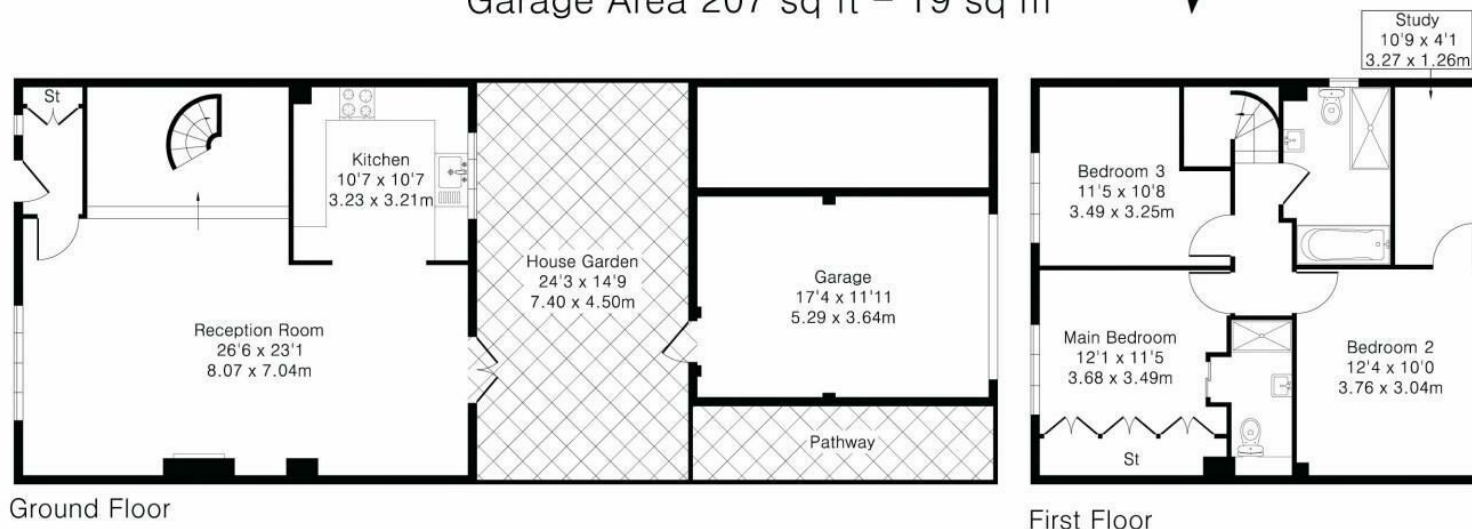 Garage Area 207 sq ft – 19 sq m
Study
10'9 x 4'1
3.27 x 1.26m
St
Kitchen
10'7 x 10'7
3.23 x 3.21m
Bedroom 3
11'5 x 10'8
3.49 x 3.25m
House Garden
24'3 x 14'9
7.40 x 4.50m
Garage
17'4 x 11'11
5.29 x 3.64m
Reception Room
26'6 x 23'1
8.07 x 7.04m
Main Bedroom
12'1 x 11'5
3.68 x 3.49m
Bedroom 2
12'4 x 10'0
3.76 x 3.04m
Pathway
St
Ground Floor
First Floor